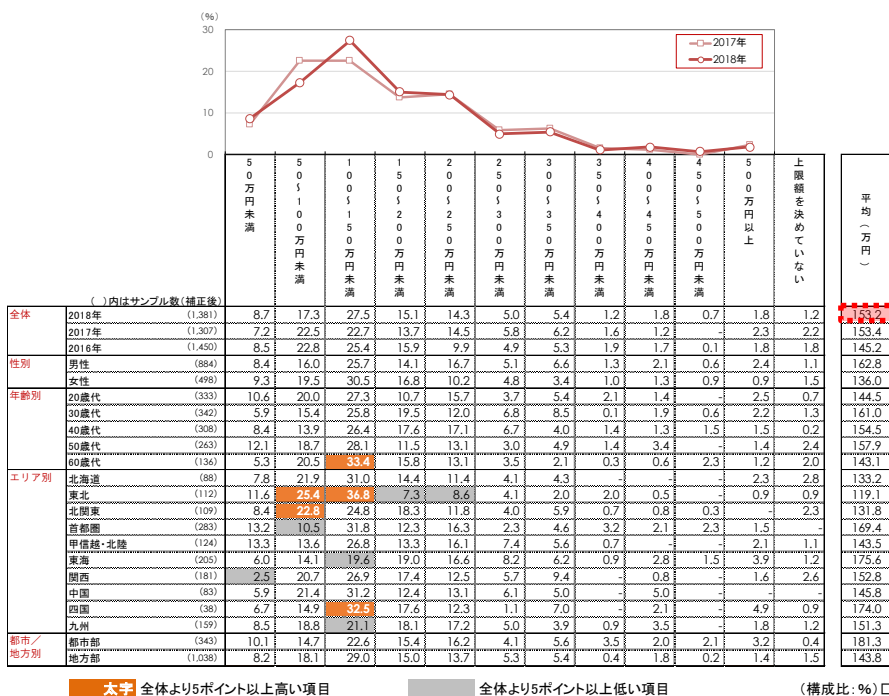 (%)
30
20
10
0
2017年
2018年
50万円未満
50~100万円未満
100~150万円未満
150~200万円未満
200~250万円未満
250~300万円未満
300~350万円未満
350~400万円未満
400~450万円未満
450~500万円未満
500万円以上
上限額を決めていない
平均(万円)
( )内はサンプル数(補正後)
全体 2018年 (1,381) 8.7 17.3 27.5 15.1 14.3 5.0 5.4 1.2 1.8 0.7 1.8 1.2 153.2
2017年 (1,307) 7.2 22.5 22.7 13.7 14.5 5.8 6.2 1.6 1.2 - 2.3 2.2 153.4
2016年 (1,450) 8.5 22.8 25.4 15.9 9.9 4.9 5.3 1.9 1.7 0.1 1.8 1.8 145.2
性別 男性 (884) 8.4 16.0 25.7 14.1 16.7 5.1 6.6 1.3 2.1 0.6 2.4 1.1 162.8
女性 (498) 9.3 19.5 30.5 16.8 10.2 4.8 3.4 1.0 1.3 0.9 0.9 1.5 136.0
年齢別 20歳代 (333) 10.6 20.0 27.3 10.7 15.7 3.7 5.4 2.1 1.4 - 2.5 0.7 144.5
30歳代 (342) 5.9 15.4 25.8 19.5 12.0 6.8 8.5 0.1 1.9 0.6 2.2 1.3 161.0
40歳代 (308) 8.4 13.9 26.4 17.6 17.1 6.7 4.0 1.4 1.3 1.5 1.5 0.2 154.5
50歳代 (263) 12.1 18.7 28.1 11.5 13.1 3.0 4.9 1.4 3.4 - 1.4 2.4 157.9
60歳代 (136) 5.3 20.5 33.4 15.8 13.1 3.5 2.1 0.3 0.6 2.3 1.2 2.0 143.1
エリア別 北海道 (88) 7.8 21.9 31.0 14.4 11.4 4.1 4.3 - - - 2.3 2.8 133.2
東北 (112) 11.6 25.4 36.8 7.3 8.6 4.1 2.0 2.0 0.5 - 0.9 0.9 119.1
北関東 (109) 8.4 22.8 24.8 18.3 11.8 4.0 5.9 0.7 0.8 0.3 - 2.3 131.8
首都圏 (283) 13.2 10.5 31.8 12.3 16.3 2.3 4.6 3.2 2.1 2.3 1.5 - 169.4
甲信越・北陸 (124) 13.3 13.6 26.8 13.3 16.1 7.4 5.6 0.7 - - 2.1 1.1 143.5
東海 (205) 6.0 14.1 19.6 19.0 16.6 8.2 6.2 0.9 2.8 1.5 3.9 1.2 175.6
関西 (181) 2.5 20.7 26.9 17.4 12.5 5.7 9.4 - 0.8 - 1.6 2.6 152.8
中国 (83) 5.9 21.4 31.2 12.4 13.1 6.1 5.0 - 5.0 - - - 145.8
四国 (38) 6.7 14.9 32.5 17.6 12.3 1.1 7.0 - 2.1 - 4.9 0.9 174.0
九州 (159) 8.5 18.8 21.1 18.1 17.2 5.0 3.9 0.9 3.5 - 1.8 1.2 151.3
都市/地方別 都市部 (343) 10.1 14.7 22.6 15.4 16.2 4.1 5.6 3.5 2.0 2.1 3.2 0.4 181.3
地方部 (1,038) 8.2 18.1 29.0 15.0 13.7 5.3 5.4 0.4 1.8 0.2 1.4 1.5 143.8
太字 全体より5ポイント以上高い項目 全体より5ポイント以上低い項目 (構成比:%)